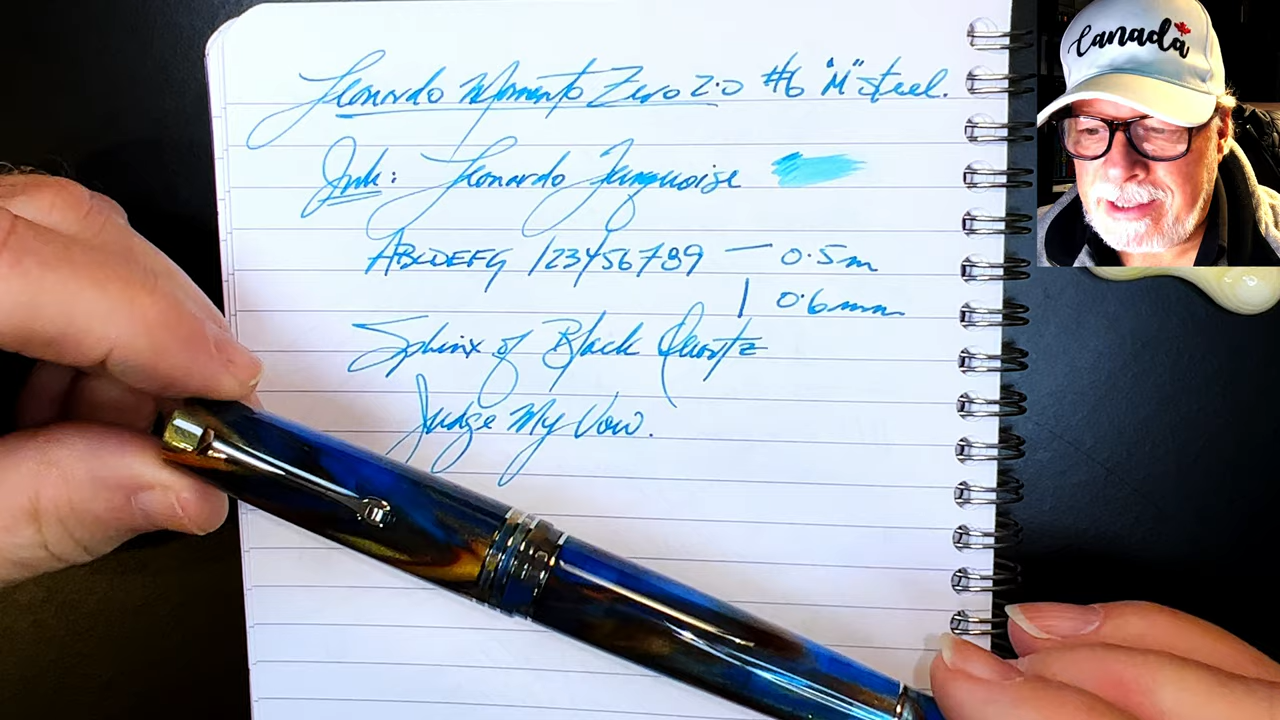 Leonardo Momento Zero 2.0 #6 "M" steel.
Ink: Leonardo Turquoise
ABCDEFG 123456789 — 0.5m
| 0.6mm
Sphinx of Black Quartz
Judge My Vow.
Canada